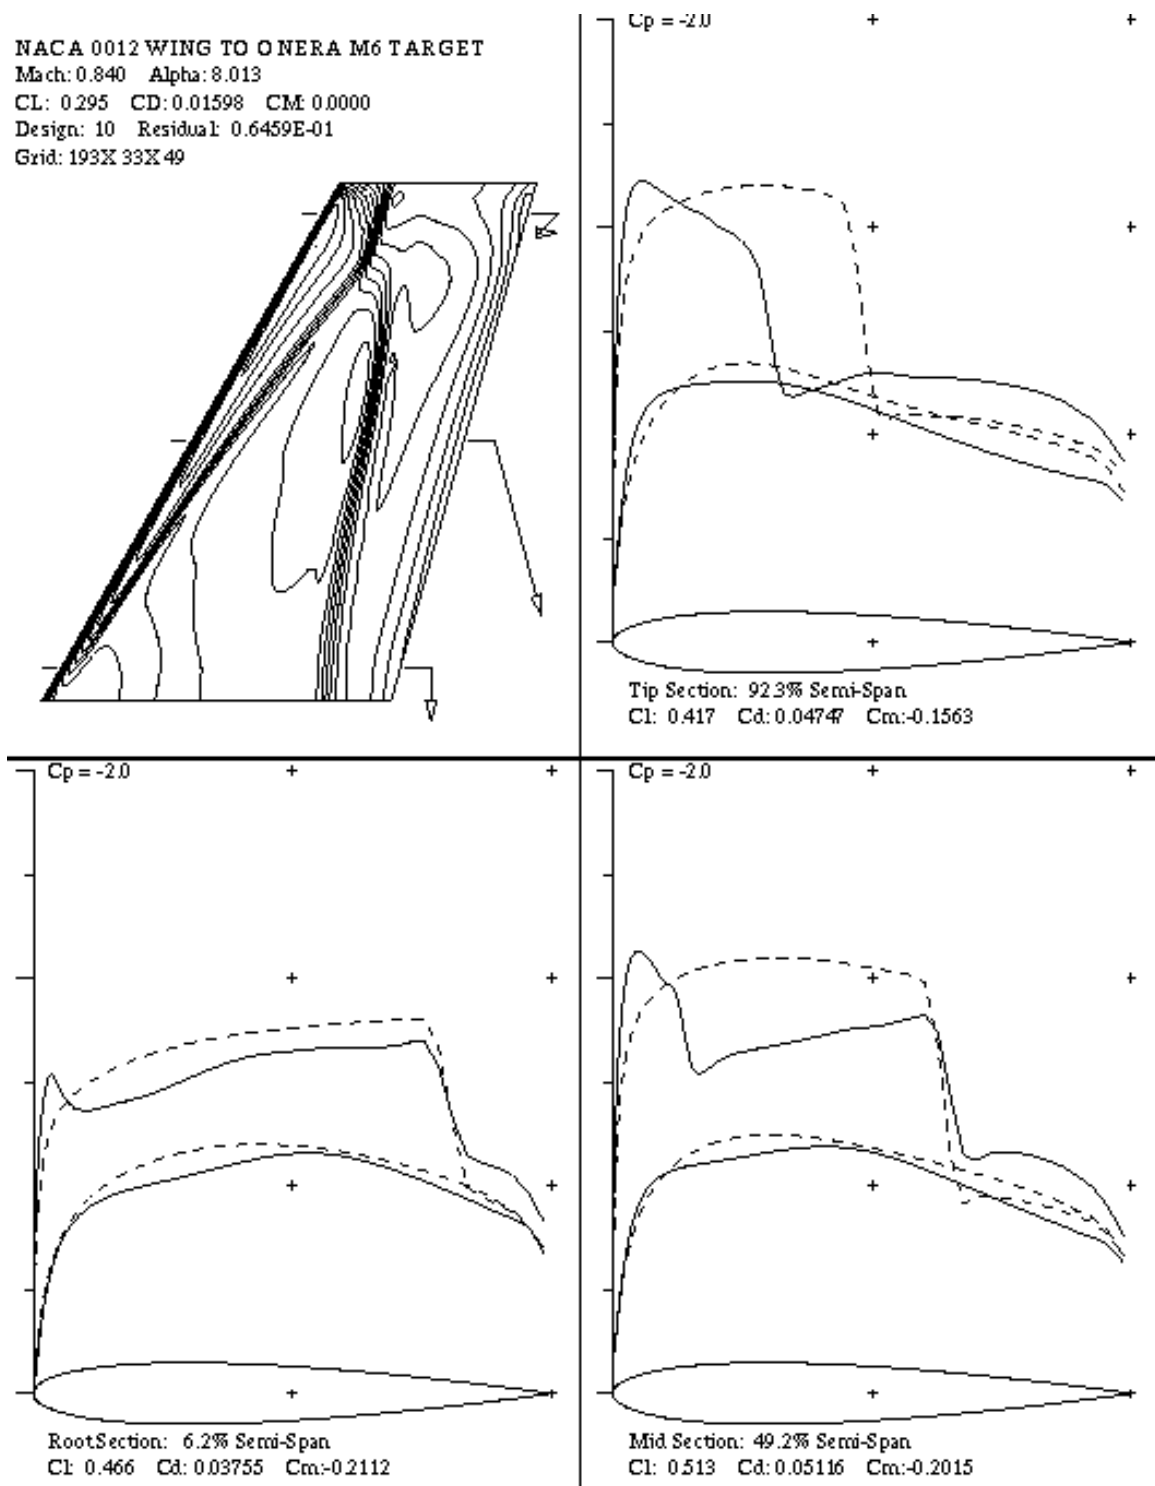 NACA 0012 WING TO ONERA M6 TARGET
Mach: 0.840 Alpha: 8.013
CL: 0.295 CD: 0.01598 CM: 0.0000
Design: 10 Residual: 0.6459E-01
Grid: 193X 33X 49
Cp = -2.0
Tip Section: 92.3% Semi-Span
Cl: 0.417 Cd: 0.04747 Cm:-0.1563
Cp = -2.0
Root Section: 6.2% Semi-Span
Cl: 0.466 Cd: 0.03755 Cm:-0.2112
Cp = -2.0
Mid Section: 49.2% Semi-Span
Cl: 0.513 Cd: 0.05116 Cm:-0.2015